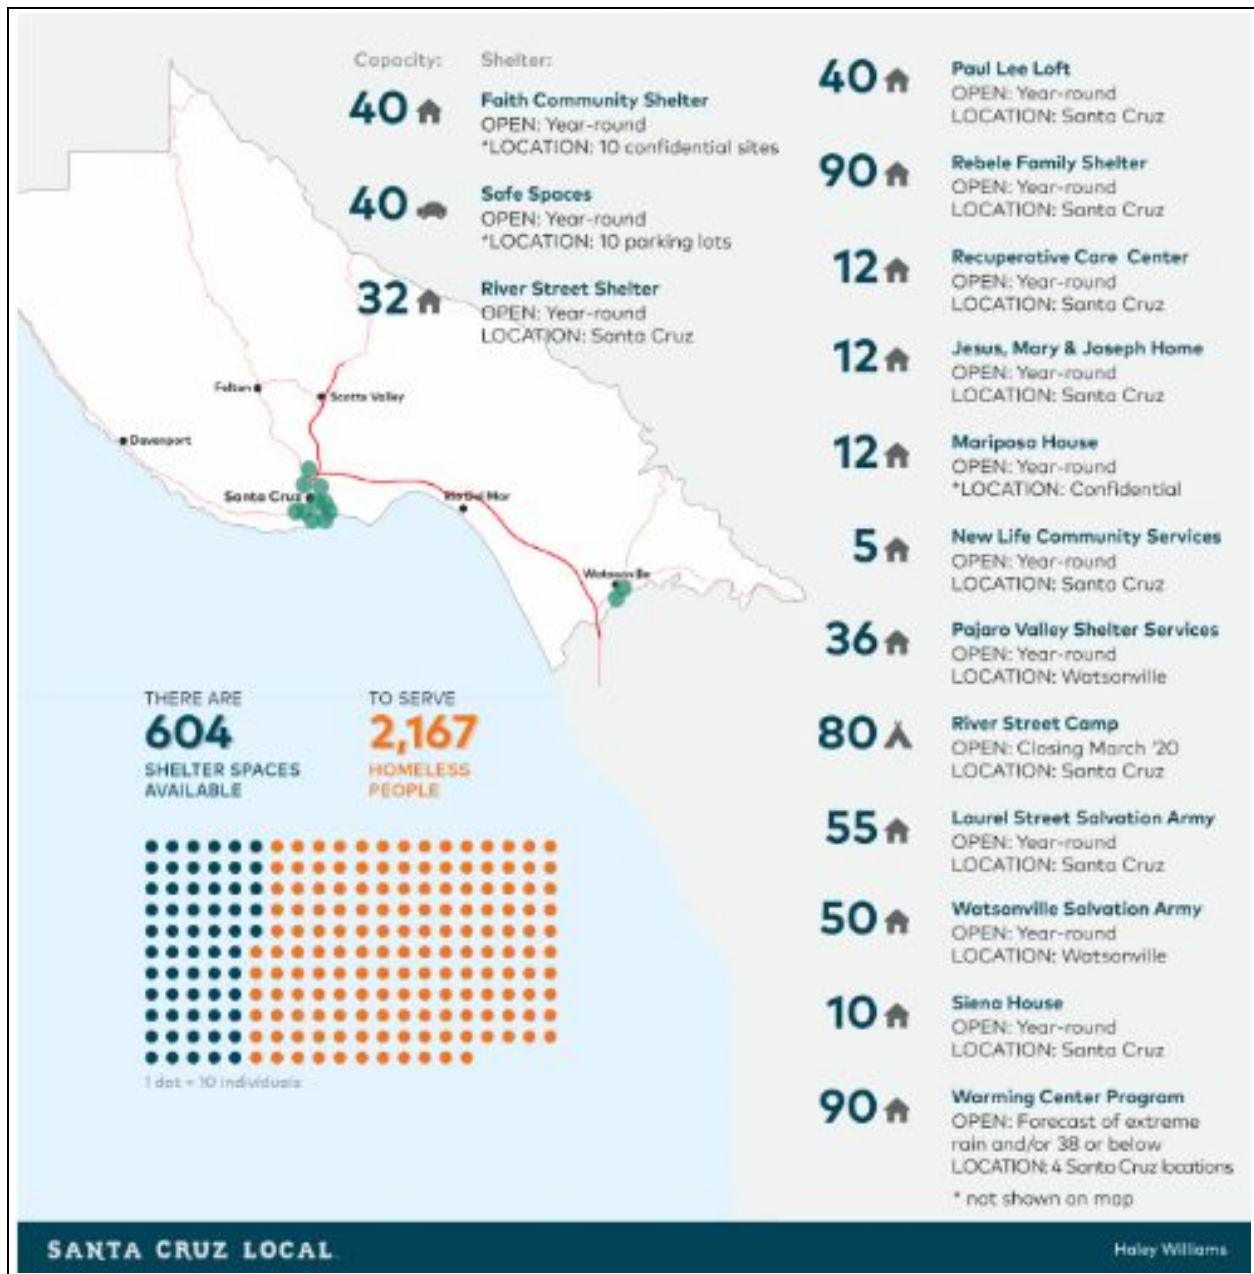 Capacity: Shelter:
40 Faith Community Shelter
OPEN: Year-round
*LOCATION: 10 confidential sites
40 Safe Spaces
OPEN: Year-round
*LOCATION: 10 parking lots
32 River Street Shelter
OPEN: Year-round
LOCATION: Santa Cruz
40 Paul Lee Loft
OPEN: Year-round
LOCATION: Santa Cruz
90 Rebele Family Shelter
OPEN: Year-round
LOCATION: Santa Cruz
12 Recuperative Care Center
OPEN: Year-round
LOCATION: Santa Cruz
12 Jesus, Mary & Joseph Home
OPEN: Year-round
LOCATION: Santa Cruz
12 Mariposa House
OPEN: Year-round
*LOCATION: Confidential
5 New Life Community Services
OPEN: Year-round
LOCATION: Santa Cruz
36 Pajaro Valley Shelter Services
OPEN: Year-round
LOCATION: Watsonville
80 River Street Camp
OPEN: Closing March '20
LOCATION: Santa Cruz
55 Laurel Street Salvation Army
OPEN: Year-round
LOCATION: Santa Cruz
50 Watsonville Salvation Army
OPEN: Year-round
LOCATION: Watsonville
10 Siena House
OPEN: Year-round
LOCATION: Santa Cruz
90 Warming Center Program
OPEN: Forecast of extreme
rain and/or 38 or below
LOCATION: 4 Santa Cruz locations
* not shown on map
Felton
Scotts Valley
Davenport
Santa Cruz
Rio Del Mar
Watsonville
THERE ARE
604
SHELTER SPACES
AVAILABLE
TO SERVE
2,167
HOMELESS
PEOPLE
1 dot = 10 individuals
SANTA CRUZ LOCAL
Haley Williams